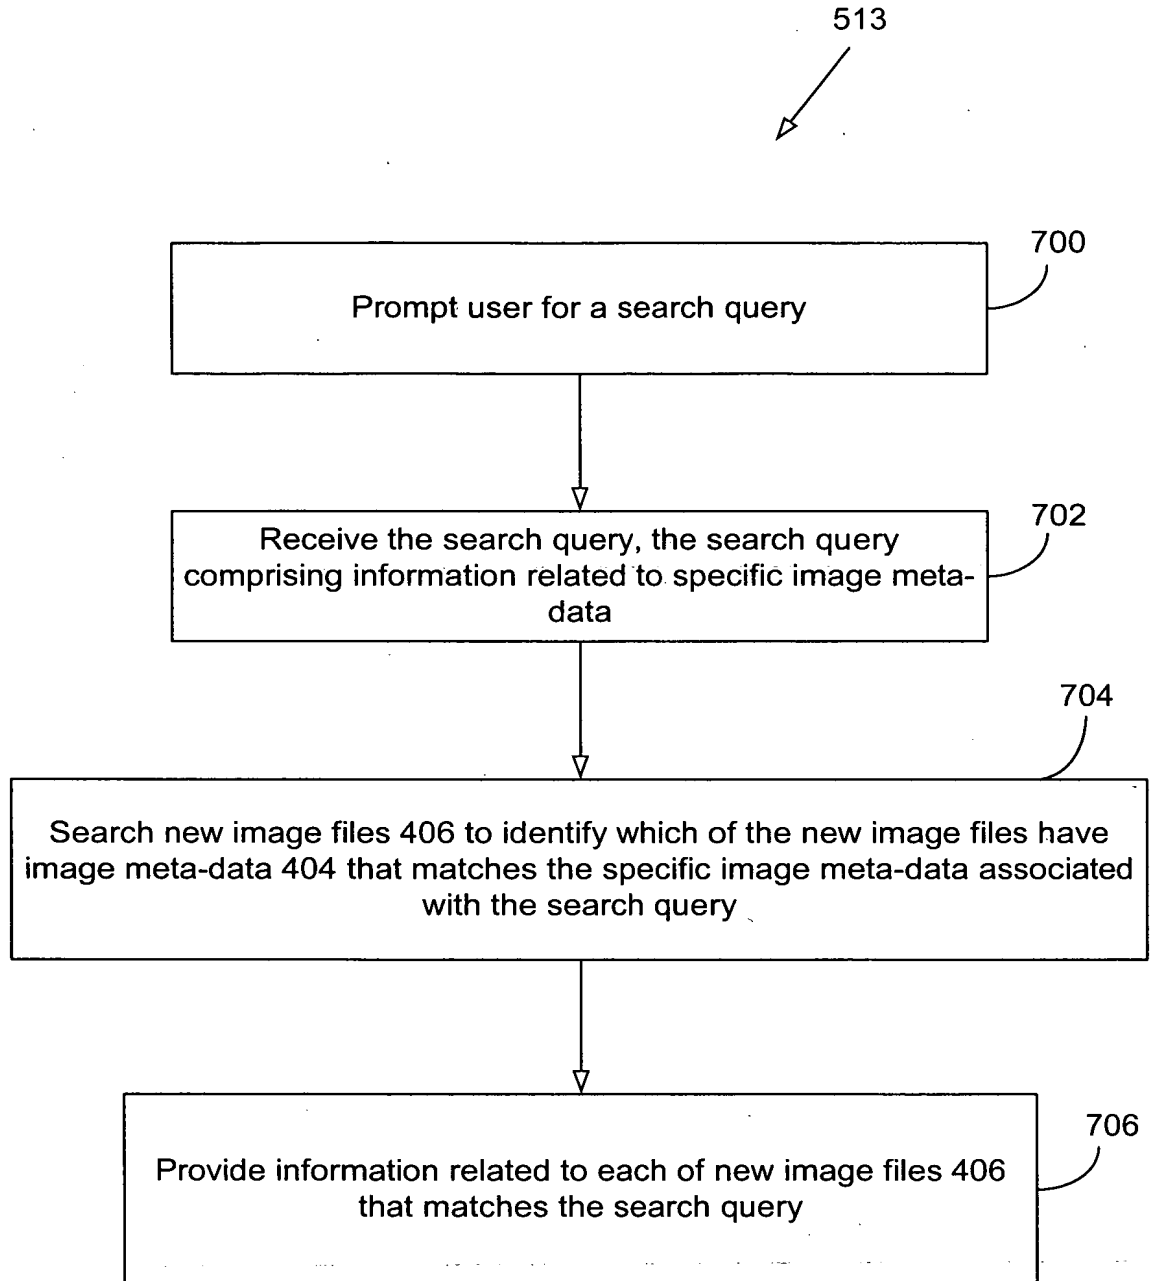 513
700
Prompt user for a search query
702
Receive the search query, the search query
comprising information related to specific image meta-
data
704
Search new image files 406 to identify which of the new image files have
image meta-data 404 that matches the specific image meta-data associated
with the search query
706
Provide information related to each of new image files 406
that matches the search query